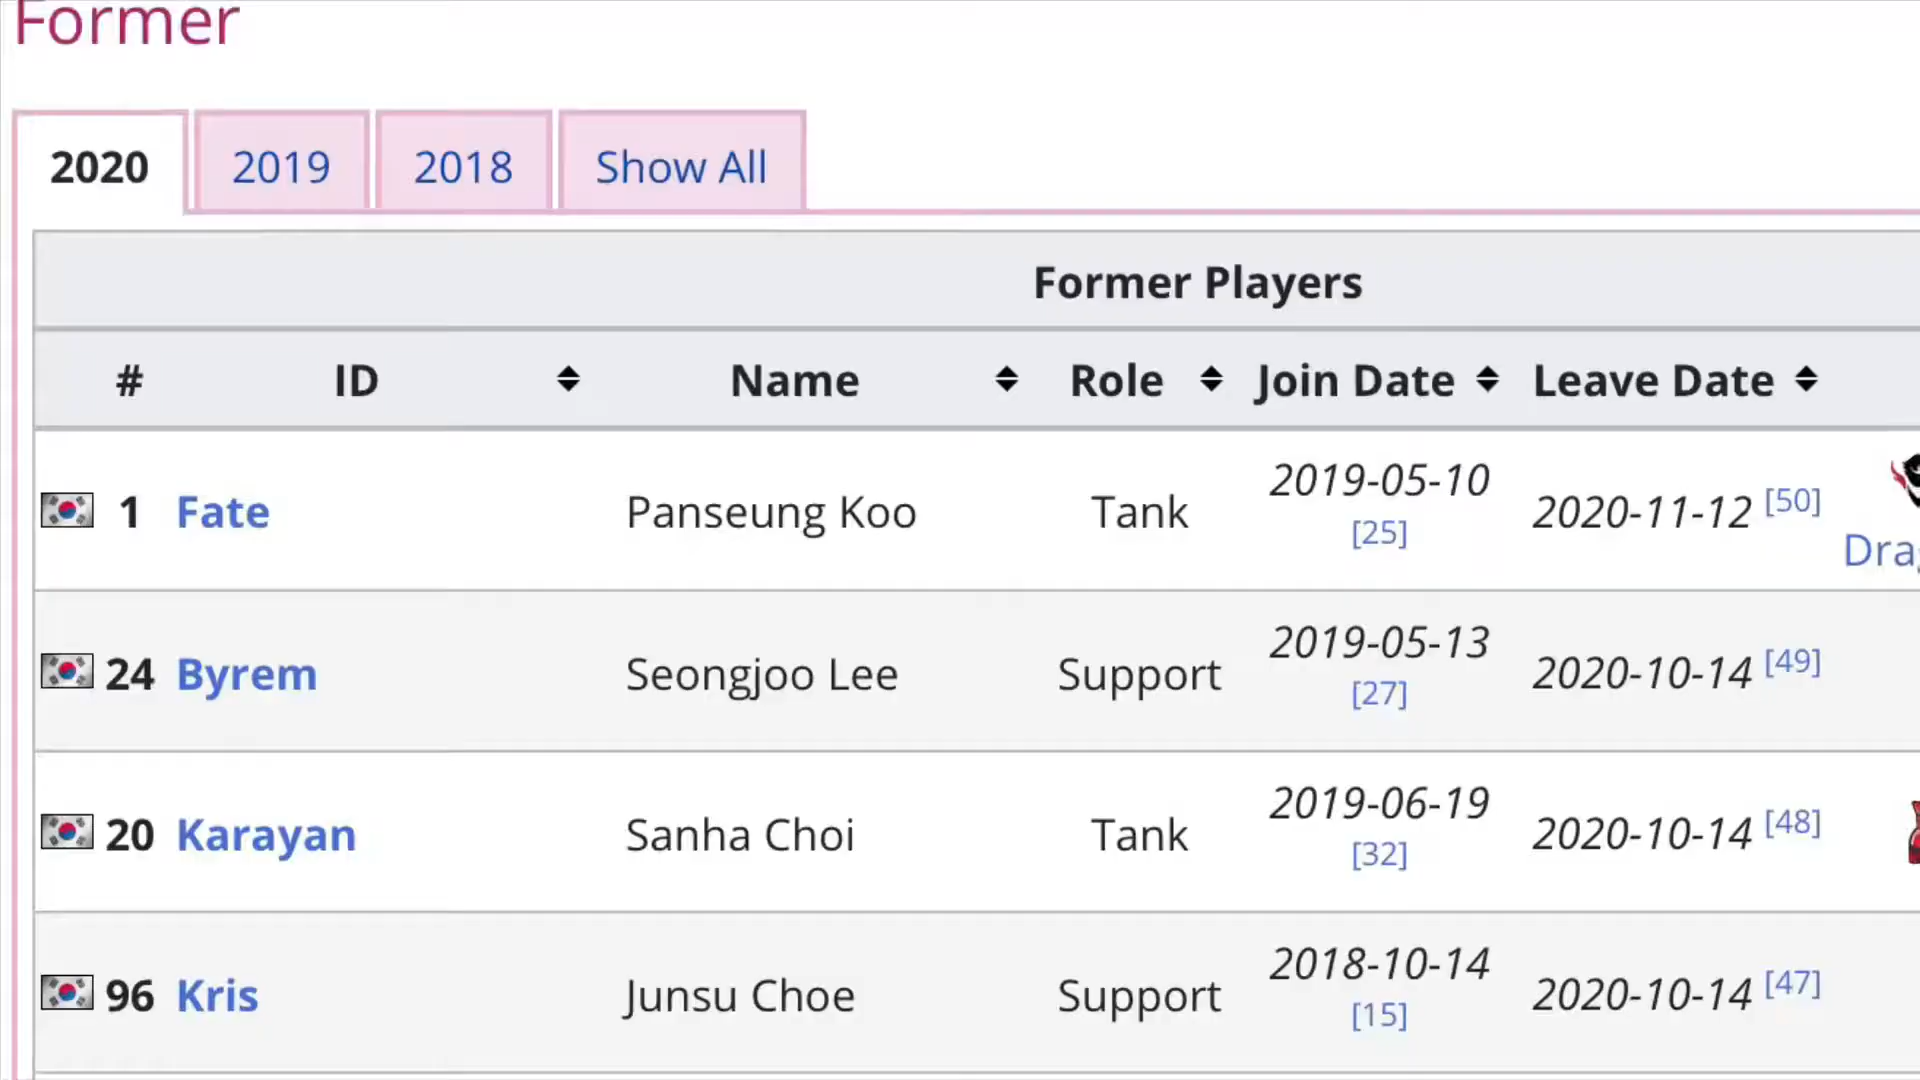 Former
2020 2019 2018 Show All
Former Players
# ID Name Role Join Date Leave Date
1 Fate Panseung Koo Tank 2019-05-10 [25] 2020-11-12 [50]
24 Byrem Seongjoo Lee Support 2019-05-13 [27] 2020-10-14 [49]
20 Karayan Sanha Choi Tank 2019-06-19 [32] 2020-10-14 [48]
96 Kris Junsu Choe Support 2018-10-14 [15] 2020-10-14 [47]